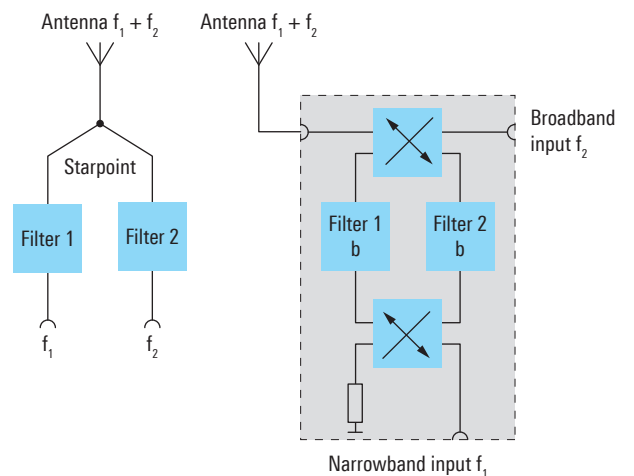 Antenna f₁ + f₂
Antenna f₁ + f₂
Starpoint
Filter 1
Filter 2
f₁
f₂
Broadband
input f₂
Filter 1
b
Filter 2
b
Narrowband input f₁